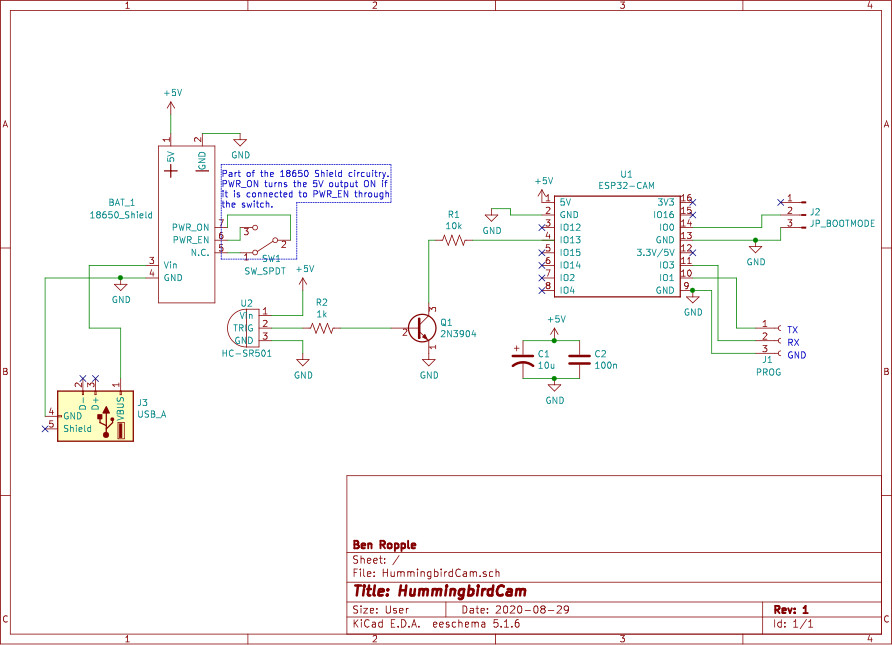 1
2
3
4
A
A
+5V
1
2
5V
GND
GND
Part of the 18650 Shield circuitry.
PWR_ON turns the 5V output ON if
it is connected to PWR_EN through
the switch.
BAT_1
18650_Shield
PWR_ON
7
PWR_EN
6
N.C.
5
3
2
1
SW1
SW_SPDT
3
Vin
4
GND
GND
+5V
U2
Vin
1
TRIG
2
GND
3
HC-SR501
R2
1k
GND
R1
10k
3
2
1
Q1
2N3904
GND
+5V
GND
U1
ESP32-CAM
1
5V
2
GND
3
IO12
4
IO13
5
IO15
6
IO14
7
IO2
8
IO4
3V3
16
IO16
15
IO0
14
GND
13
3.3V/5V
12
IO3
11
IO1
10
GND
9
1
2
3
J2
JP_BOOTMODE
GND
GND
1
TX
2
RX
3
GND
J1
PROG
+5V
C1
10u
C2
100n
GND
B
B
2
3
1
D-
D+
VBUS
4
GND
5
Shield
J3
USB_A
Ben Ropple
Sheet: /
File: HummingbirdCam.sch
Title: HummingbirdCam
Size: User
Date: 2020-08-29
Rev: 1
KiCad E.D.A.  eeschema 5.1.6
Id: 1/1
C
C
1
2
3
4